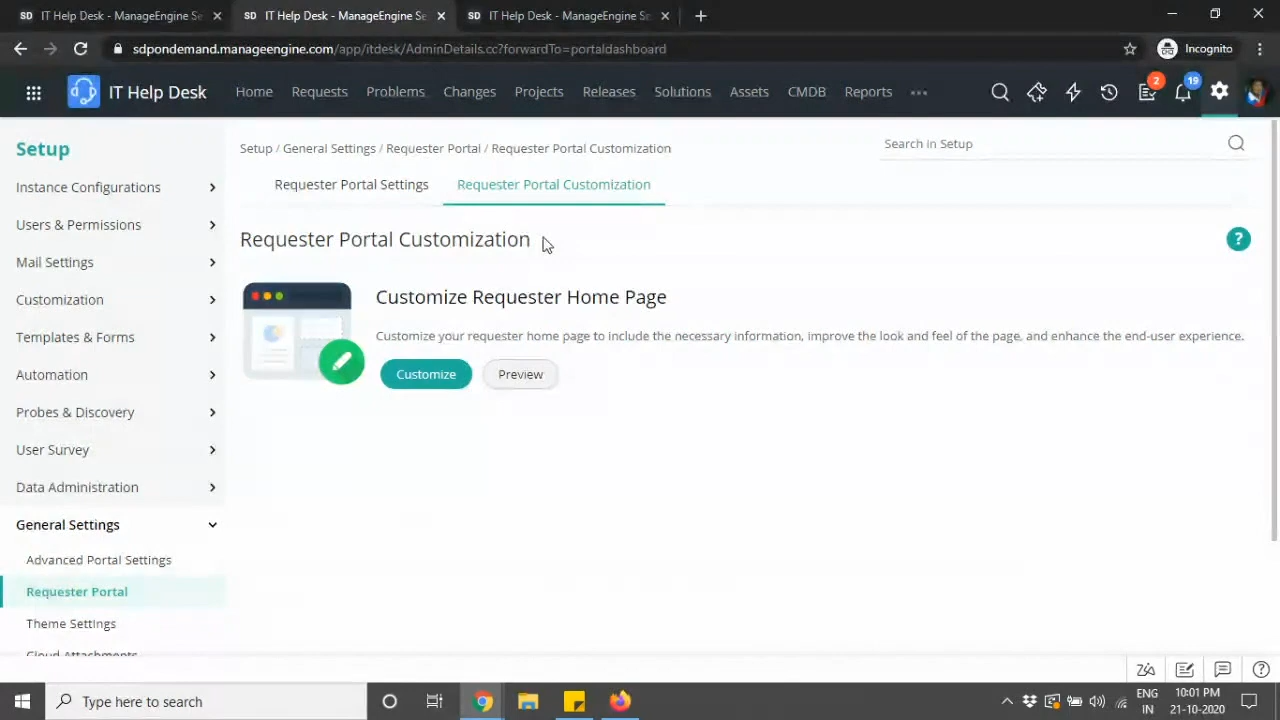 IT Help Desk - ManageEngine Se
IT Help Desk - ManageEngine Se
IT Help Desk - ManageEngine Se
sdpondemand.manageengine.com/app/itdesk/AdminDetails.cc?forwardTo=portaldashboard
Incognito
IT Help Desk
Home
Requests
Problems
Changes
Projects
Releases
Solutions
Assets
CMDB
Reports
2
19
Setup
Instance Configurations
Users & Permissions
Mail Settings
Customization
Templates & Forms
Automation
Probes & Discovery
User Survey
Data Administration
General Settings
Advanced Portal Settings
Requester Portal
Theme Settings
Cloud Attachments
Setup / General Settings / Requester Portal / Requester Portal Customization
Search in Setup
Requester Portal Settings
Requester Portal Customization
Requester Portal Customization
?
Customize Requester Home Page
Customize your requester home page to include the necessary information, improve the look and feel of the page, and enhance the end-user experience.
Customize
Preview
Type here to search
ENG
IN
10:01 PM
21-10-2020